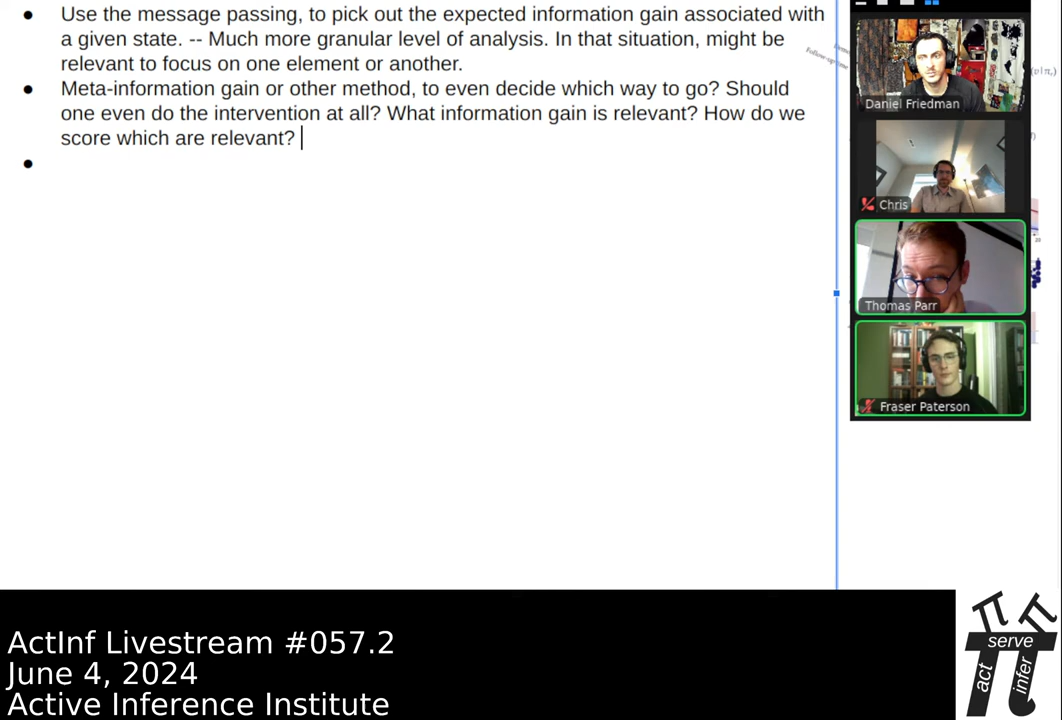 ● Use the message passing, to pick out the expected information gain associated with
a given state. -- Much more granular level of analysis. In that situation, might be
relevant to focus on one element or another.
● Meta-information gain or other method, to even decide which way to go? Should
one even do the intervention at all? What information gain is relevant? How do we
score which are relevant?
●
Daniel Friedman
Chris
Thomas Parr
Fraser Paterson
ActInf Livestream #057.2
June 4, 2024
Active Inference Institute
serve
act
infer